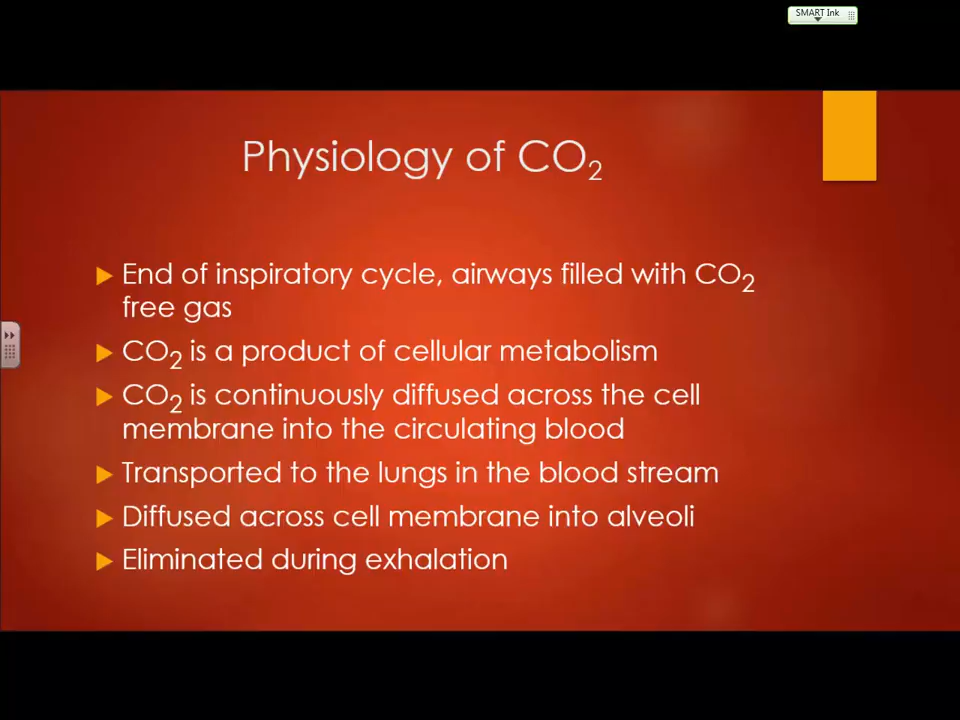 SMART Ink
Physiology of CO₂
End of inspiratory cycle, airways filled with CO₂
free gas
CO₂ is a product of cellular metabolism
CO₂ is continuously diffused across the cell
membrane into the circulating blood
Transported to the lungs in the blood stream
Diffused across cell membrane into alveoli
Eliminated during exhalation